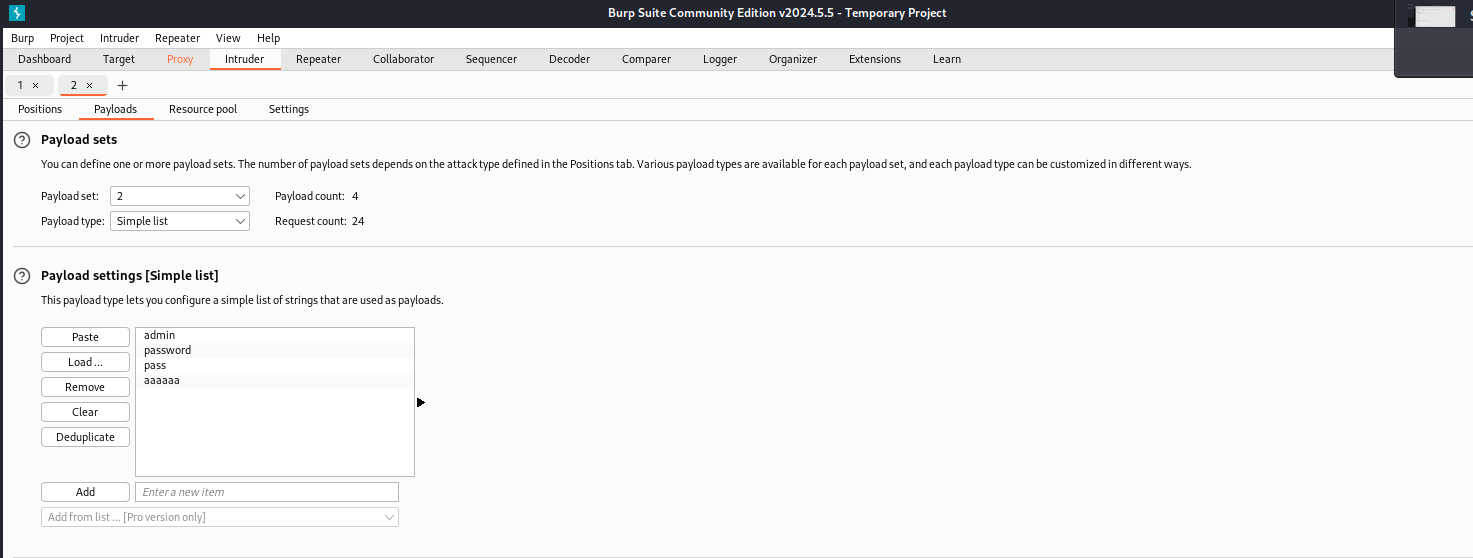 Burp Suite Community Edition v2024.5.5 - Temporary Project
Burp Project Intruder Repeater View Help
Dashboard Target Proxy Intruder Repeater Collaborator Sequencer Decoder Comparer Logger Organizer Extensions Learn
1 × 2 × +
Positions Payloads Resource pool Settings
? Payload sets
You can define one or more payload sets. The number of payload sets depends on the attack type defined in the Positions tab. Various payload types are available for each payload set, and each payload type can be customized in different ways.
Payload set: 2 Payload count: 4
Payload type: Simple list Request count: 24
? Payload settings [Simple list]
This payload type lets you configure a simple list of strings that are used as payloads.
Paste
Load ...
Remove
Clear
Deduplicate
admin
password
pass
aaaaaa
Add Enter a new item
Add from list ... [Pro version only]